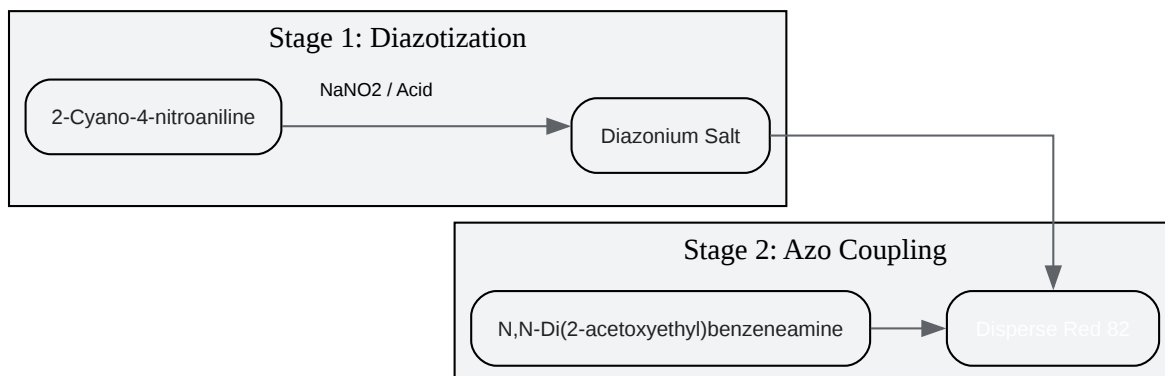 Stage 1: Diazotization
NaNO2 / Acid
2-Cyano-4-nitroaniline
Diazonium Salt
Stage 2: Azo Coupling
N,N-Di(2-acetoxyethyl)benzeneamine
Disperse Red 82